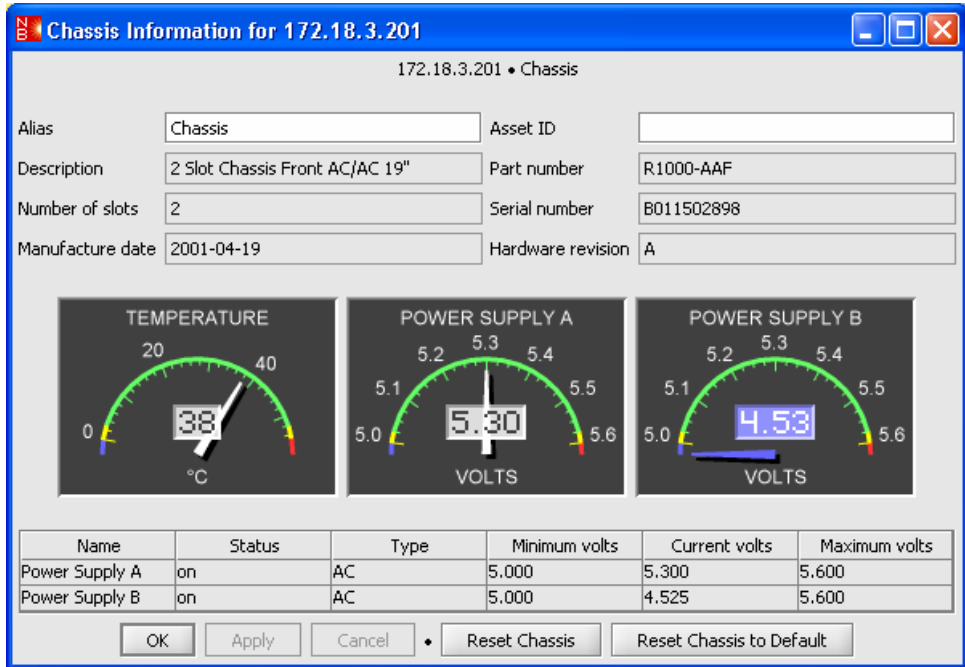 NB Chassis Information for 172.18.3.201
172.18.3.201 • Chassis
Alias Chassis Asset ID
Description 2 Slot Chassis Front AC/AC 19" Part number R1000-AAF
Number of slots 2 Serial number B011502898
Manufacture date 2001-04-19 Hardware revision A
TEMPERATURE
0 20 40
38
°C
POWER SUPPLY A
5.0 5.1 5.2 5.3 5.4 5.5 5.6
5.30
VOLTS
POWER SUPPLY B
5.0 5.1 5.2 5.3 5.4 5.5 5.6
4.53
VOLTS
Name Status Type Minimum volts Current volts Maximum volts
Power Supply A on AC 5.000 5.300 5.600
Power Supply B on AC 5.000 4.525 5.600
OK Apply Cancel • Reset Chassis Reset Chassis to Default